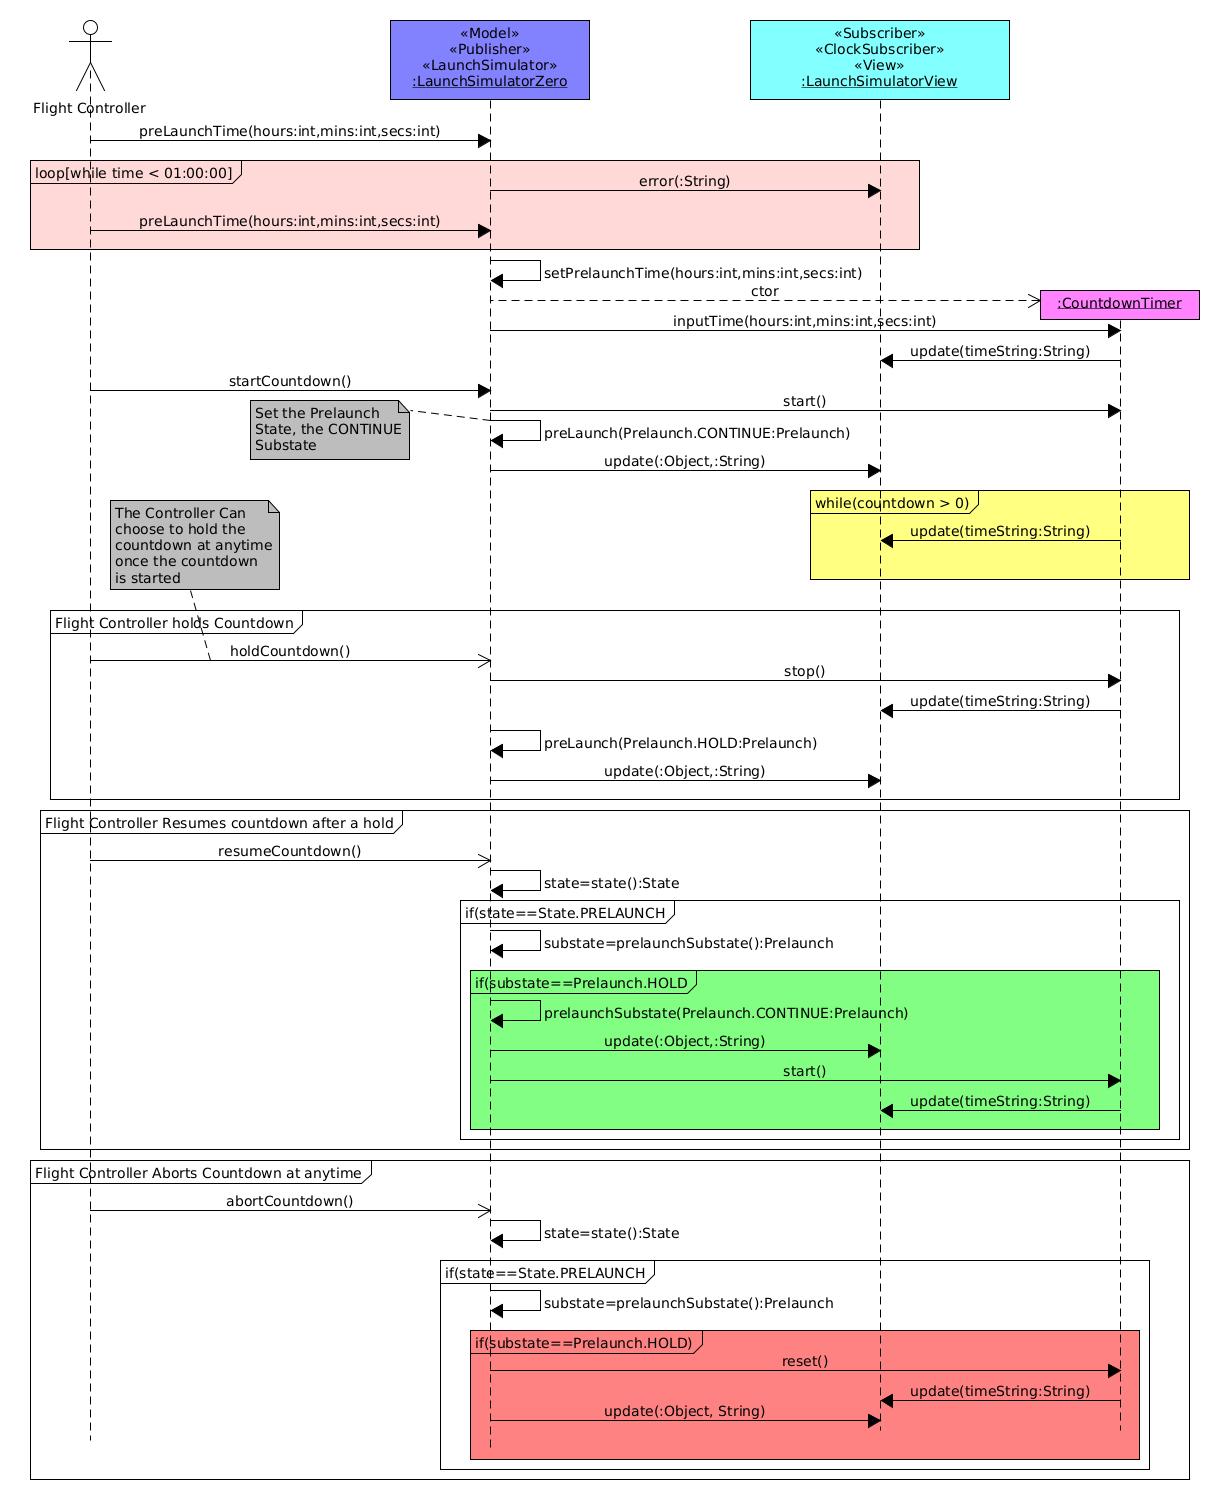 «Model»
«Publisher»
«LaunchSimulator»
:LaunchSimulatorZero
«Subscriber»
«ClockSubscriber»
«View»
:LaunchSimulatorView
Flight Controller
preLaunchTime(hours:int,mins:int,secs:int)
loop[while time < 01:00:00]
error(:String)
preLaunchTime(hours:int,mins:int,secs:int)
setPrelaunchTime(hours:int,mins:int,secs:int)
ctor
:CountdownTimer
inputTime(hours:int,mins:int,secs:int)
update(timeString:String)
startCountdown()
start()
Set the Prelaunch
State, the CONTINUE
Substate
preLaunch(Prelaunch.CONTINUE:Prelaunch)
update(:Object,:String)
while(countdown > 0)
update(timeString:String)
The Controller Can
choose to hold the
countdown at anytime
once the countdown
is started
Flight Controller holds Countdown
holdCountdown()
stop()
update(timeString:String)
preLaunch(Prelaunch.HOLD:Prelaunch)
update(:Object,:String)
Flight Controller Resumes countdown after a hold
resumeCountdown()
state=state():State
if(state==State.PRELAUNCH
substate=prelaunchSubstate():Prelaunch
if(substate==Prelaunch.HOLD
prelaunchSubstate(Prelaunch.CONTINUE:Prelaunch)
update(:Object,:String)
start()
update(timeString:String)
Flight Controller Aborts Countdown at anytime
abortCountdown()
state=state():State
if(state==State.PRELAUNCH
substate=prelaunchSubstate():Prelaunch
if(substate==Prelaunch.HOLD)
reset()
update(timeString:String)
update(:Object, String)